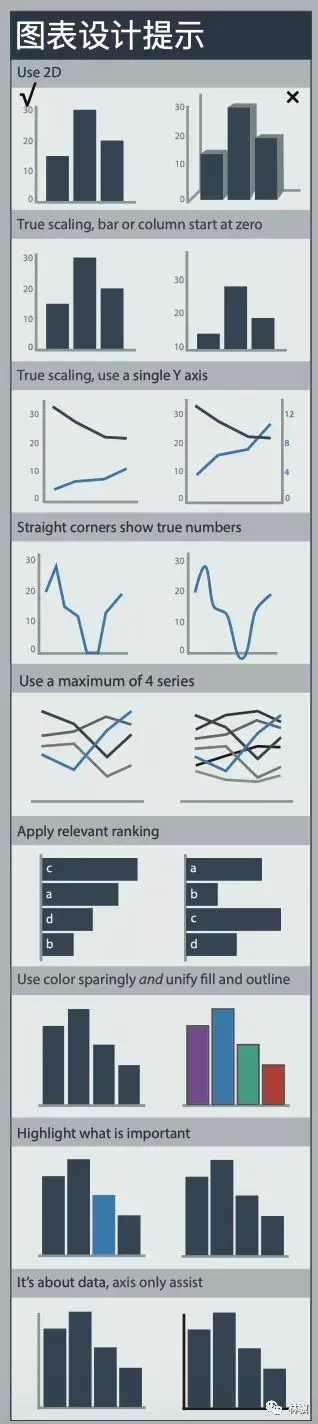 图表设计提示
Use 2D
√ ×
30 30
20 20
10 10
0 0
True scaling, bar or column start at zero
30 30
20 20
10
0 10
True scaling, use a single Y axis
30 30 12
20 20 8
10 10 4
0 0 0
Straight corners show true numbers
30 30
20 20
10 10
0 0
Use a maximum of 4 series
Apply relevant ranking
c a
a b
d c
b d
Use color sparingly and unify fill and outline
Highlight what is important
It's about data, axis only assist
林骥